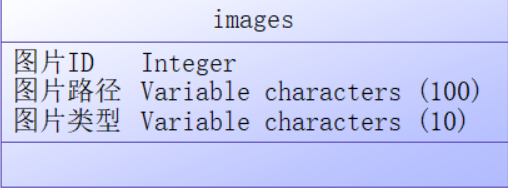 images
图片ID Integer
图片路径 Variable characters (100)
图片类型 Variable characters (10)